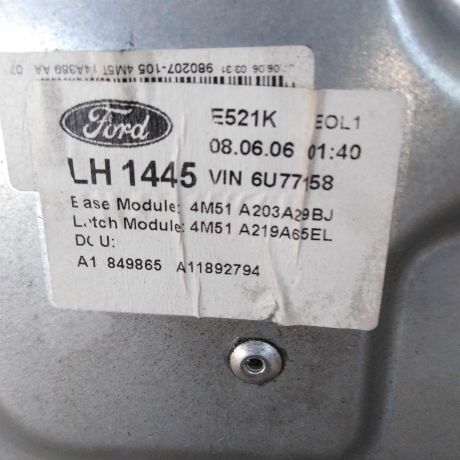 980207-105 4M5T 14A389 AA 07
.06.06 03:31
Ford
E521K EOL1
08.06.06 01:40
LH 1445 VIN 6U77158
Base Module: 4M51 A203A29BJ
Latch Module: 4M51 A219A65EL
DCU:
A1 849865 A11892794